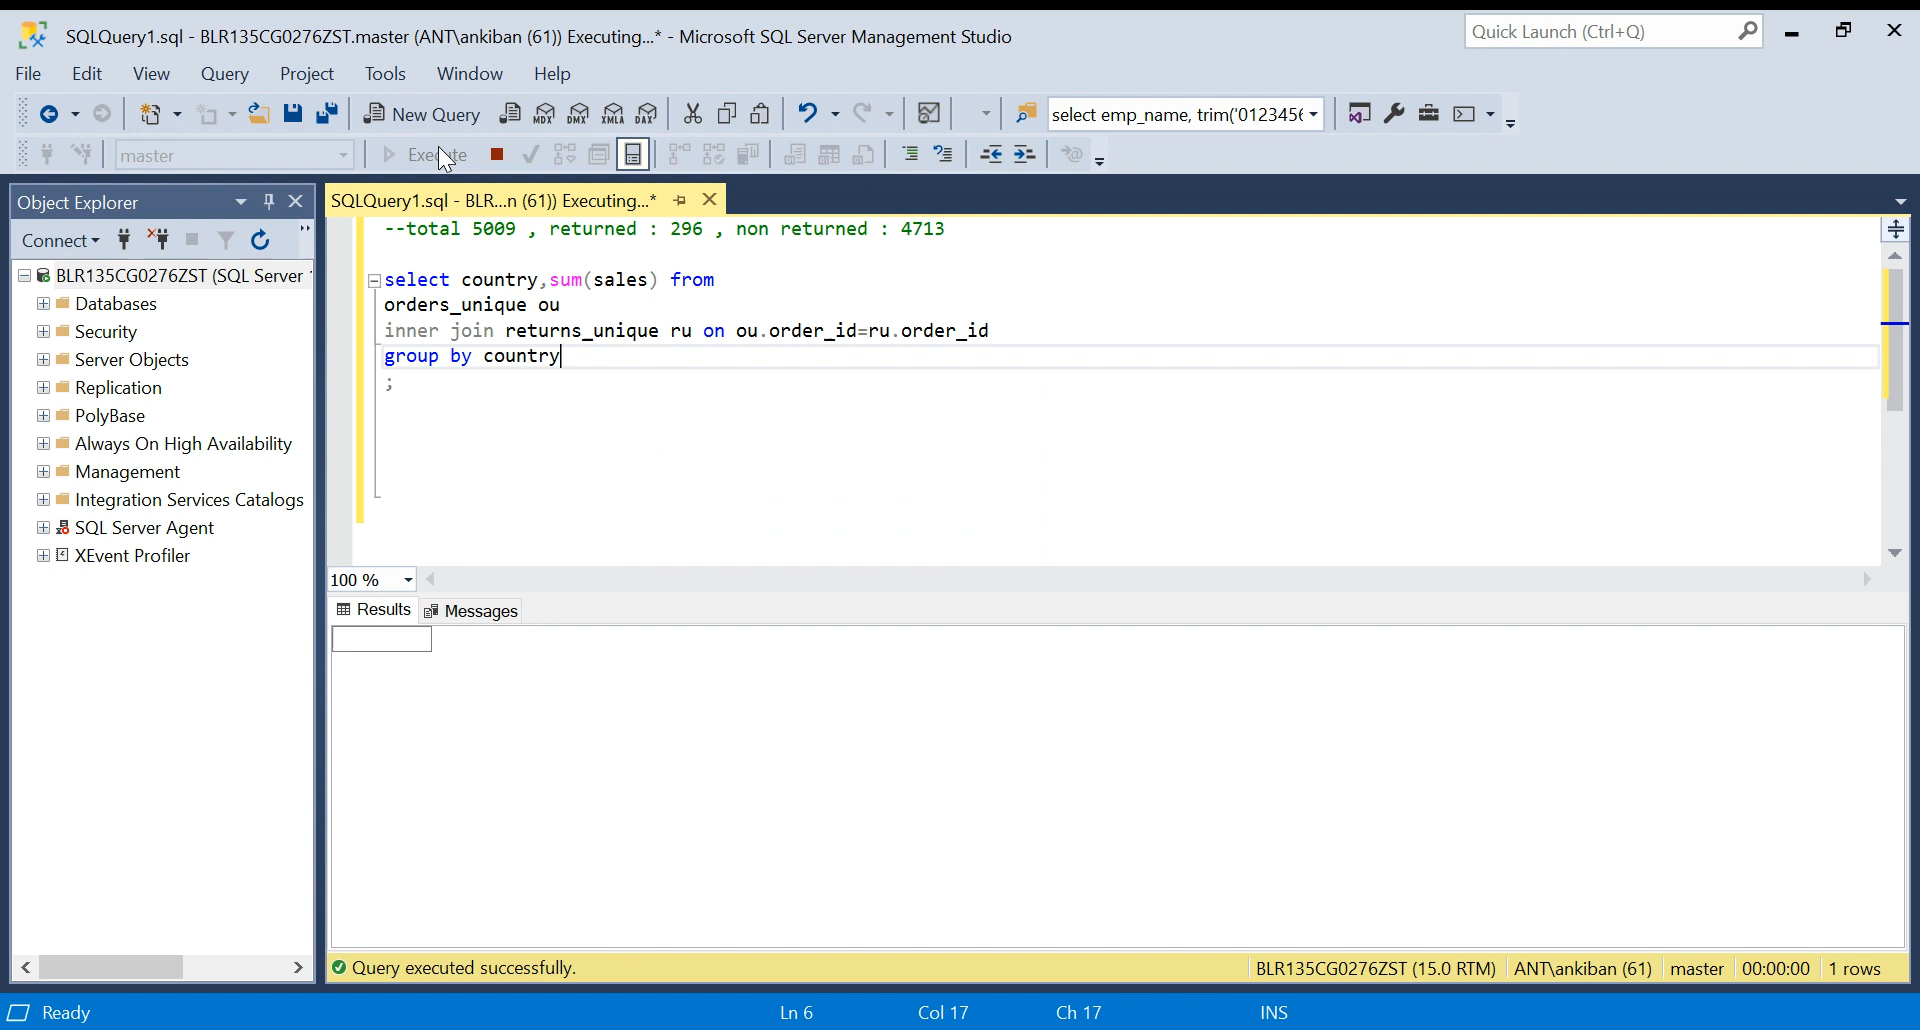 SQLQuery1.sql - BLR135CG0276ZST.master (ANT\ankiban (61)) Executing...* - Microsoft SQL Server Management Studio
Quick Launch (Ctrl+Q)
File Edit View Query Project Tools Window Help
New Query MDX DMX XMLA DAX select emp_name, trim('0123456
master Execute
Object Explorer
SQLQuery1.sql - BLR...n (61)) Executing...*
Connect
BLR135CG0276ZST (SQL Server
Databases
Security
Server Objects
Replication
PolyBase
Always On High Availability
Management
Integration Services Catalogs
SQL Server Agent
XEvent Profiler
--total 5009 , returned : 296 , non returned : 4713
select country,sum(sales) from
orders_unique ou
inner join returns_unique ru on ou.order_id=ru.order_id
group by country
;
100 %
Results Messages
Query executed successfully. BLR135CG0276ZST (15.0 RTM) ANT\ankiban (61) master 00:00:00 1 rows
Ready Ln 6 Col 17 Ch 17 INS